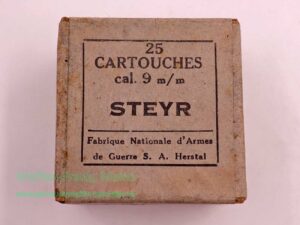 25
CARTOUCHES
cal. 9 m/m
STEYR
Fabrique Nationale d'Armes
de Guerre S. A. Herstal